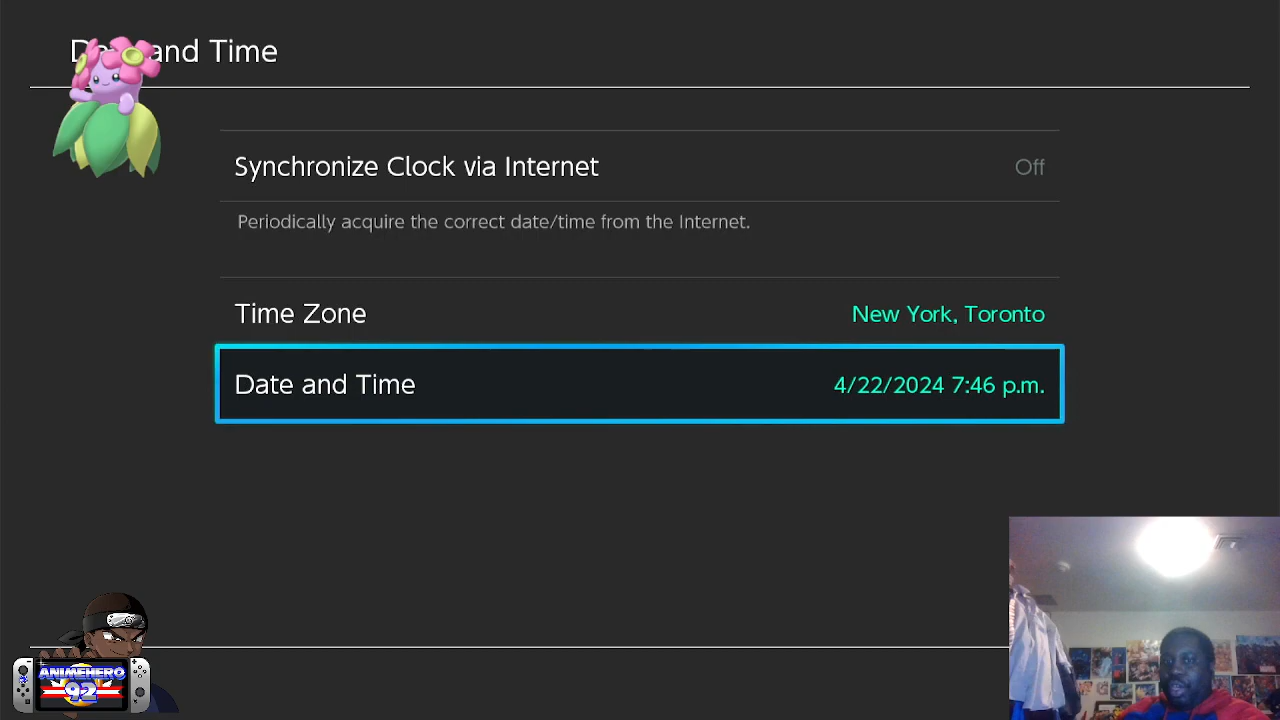 Da and Time
Synchronize Clock via Internet Off
Periodically acquire the correct date/time from the Internet.
Time Zone New York, Toronto
Date and Time 4/22/2024 7:46 p.m.
ANIMEHERO
92